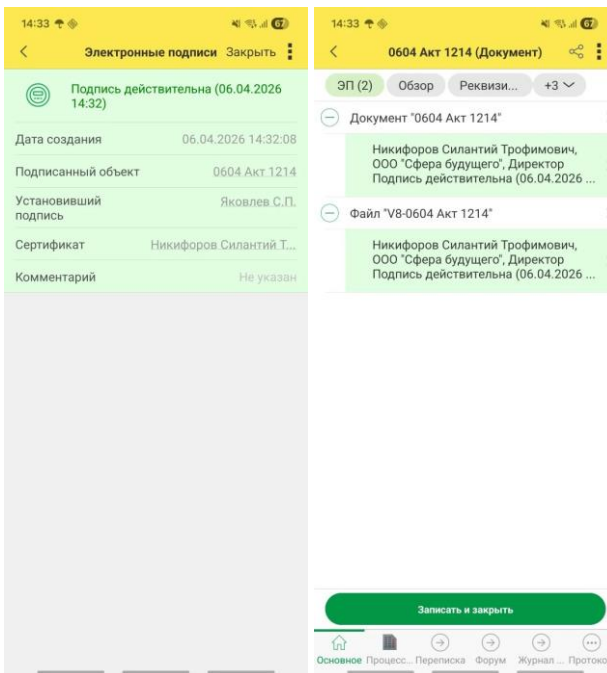 14:33
67
Электронные подписи
Закрыть
Подпись действительна (06.04.2026
14:32)
Дата создания
06.04.2026 14:32:08
Подписанный объект
0604 Акт 1214
Установивший
подпись
Яковлев С.П.
Сертификат
Никифоров Силантий Т...
Комментарий
Не указан
14:33
67
0604 Акт 1214 (Документ)
ЭП (2)
Обзор
Реквизи...
+3
Документ "0604 Акт 1214"
Никифоров Силантий Трофимович,
ООО "Сфера будущего", Директор
Подпись действительна (06.04.2026 ...
Файл "V8-0604 Акт 1214"
Никифоров Силантий Трофимович,
ООО "Сфера будущего", Директор
Подпись действительна (06.04.2026 ...
Записать и закрыть
Основное
Процесс...
Переписка
Форум
Журнал ...
Протоко